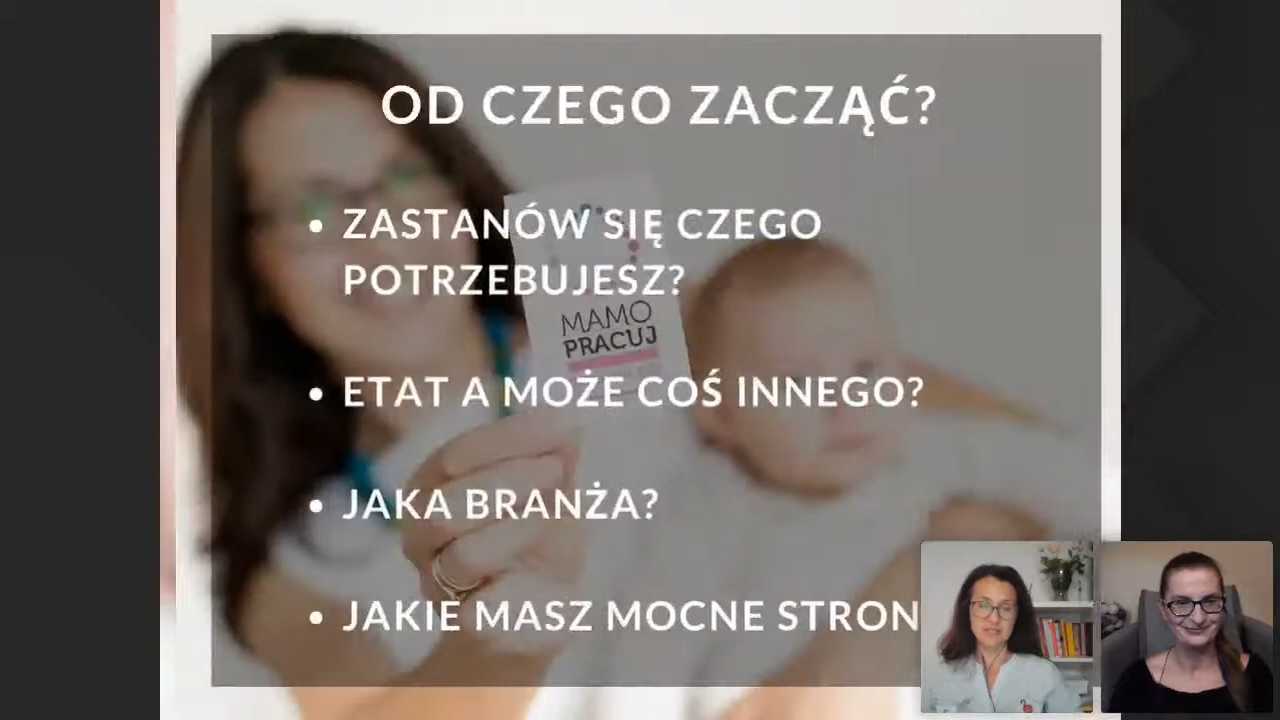 OD CZEGO ZACZĄĆ?
• ZASTANÓW SIĘ CZEGO
POTRZEBUJESZ?
MAMO
PRACUJ
• ETAT A MOŻE COŚ INNEGO?
• JAKA BRANŻA?
• JAKIE MASZ MOCNE STRON